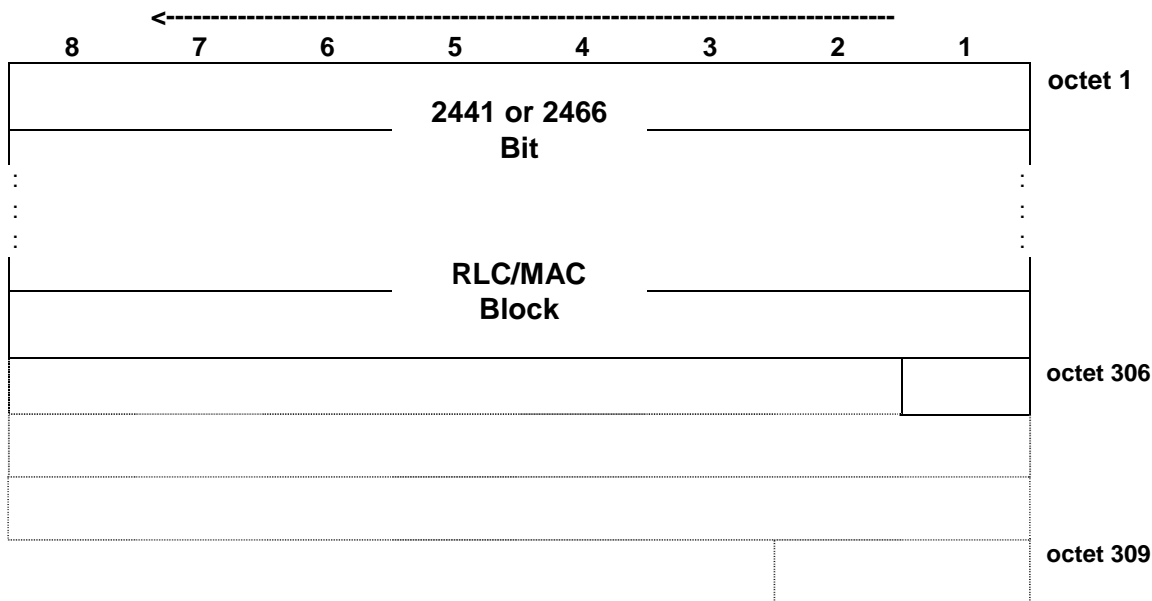 <--------------------------------------------------------------------------
8 7 6 5 4 3 2 1
octet 1
2441 or 2466
Bit
: :
: :
: :
RLC/MAC
Block
octet 306
octet 309